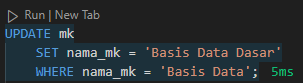 Run | New Tab
UPDATE mk
SET nama_mk = 'Basis Data Dasar'
WHERE nama_mk = 'Basis Data'; 5ms